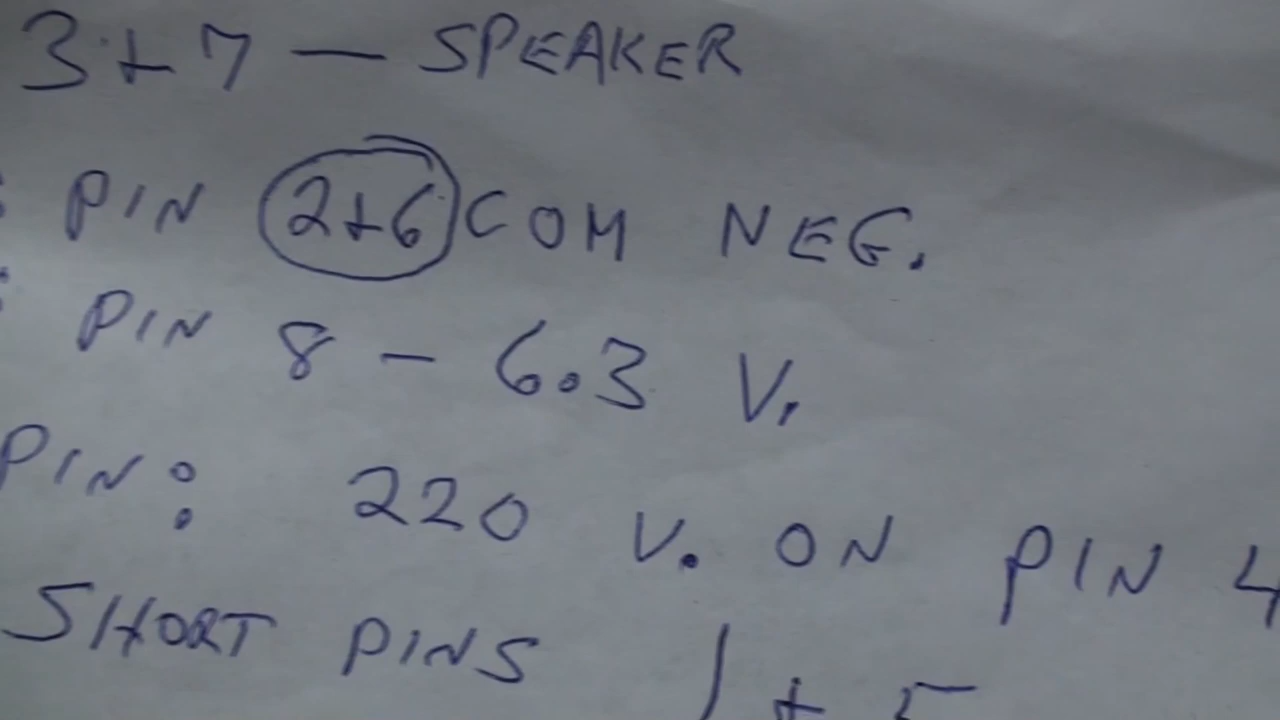 3+7 — SPEAKER
: PIN 2+6 COM NEG.
: PIN 8 - 6.3 V.
PIN: 220 V. ON PIN 4
SHORT PINS 1 + 5